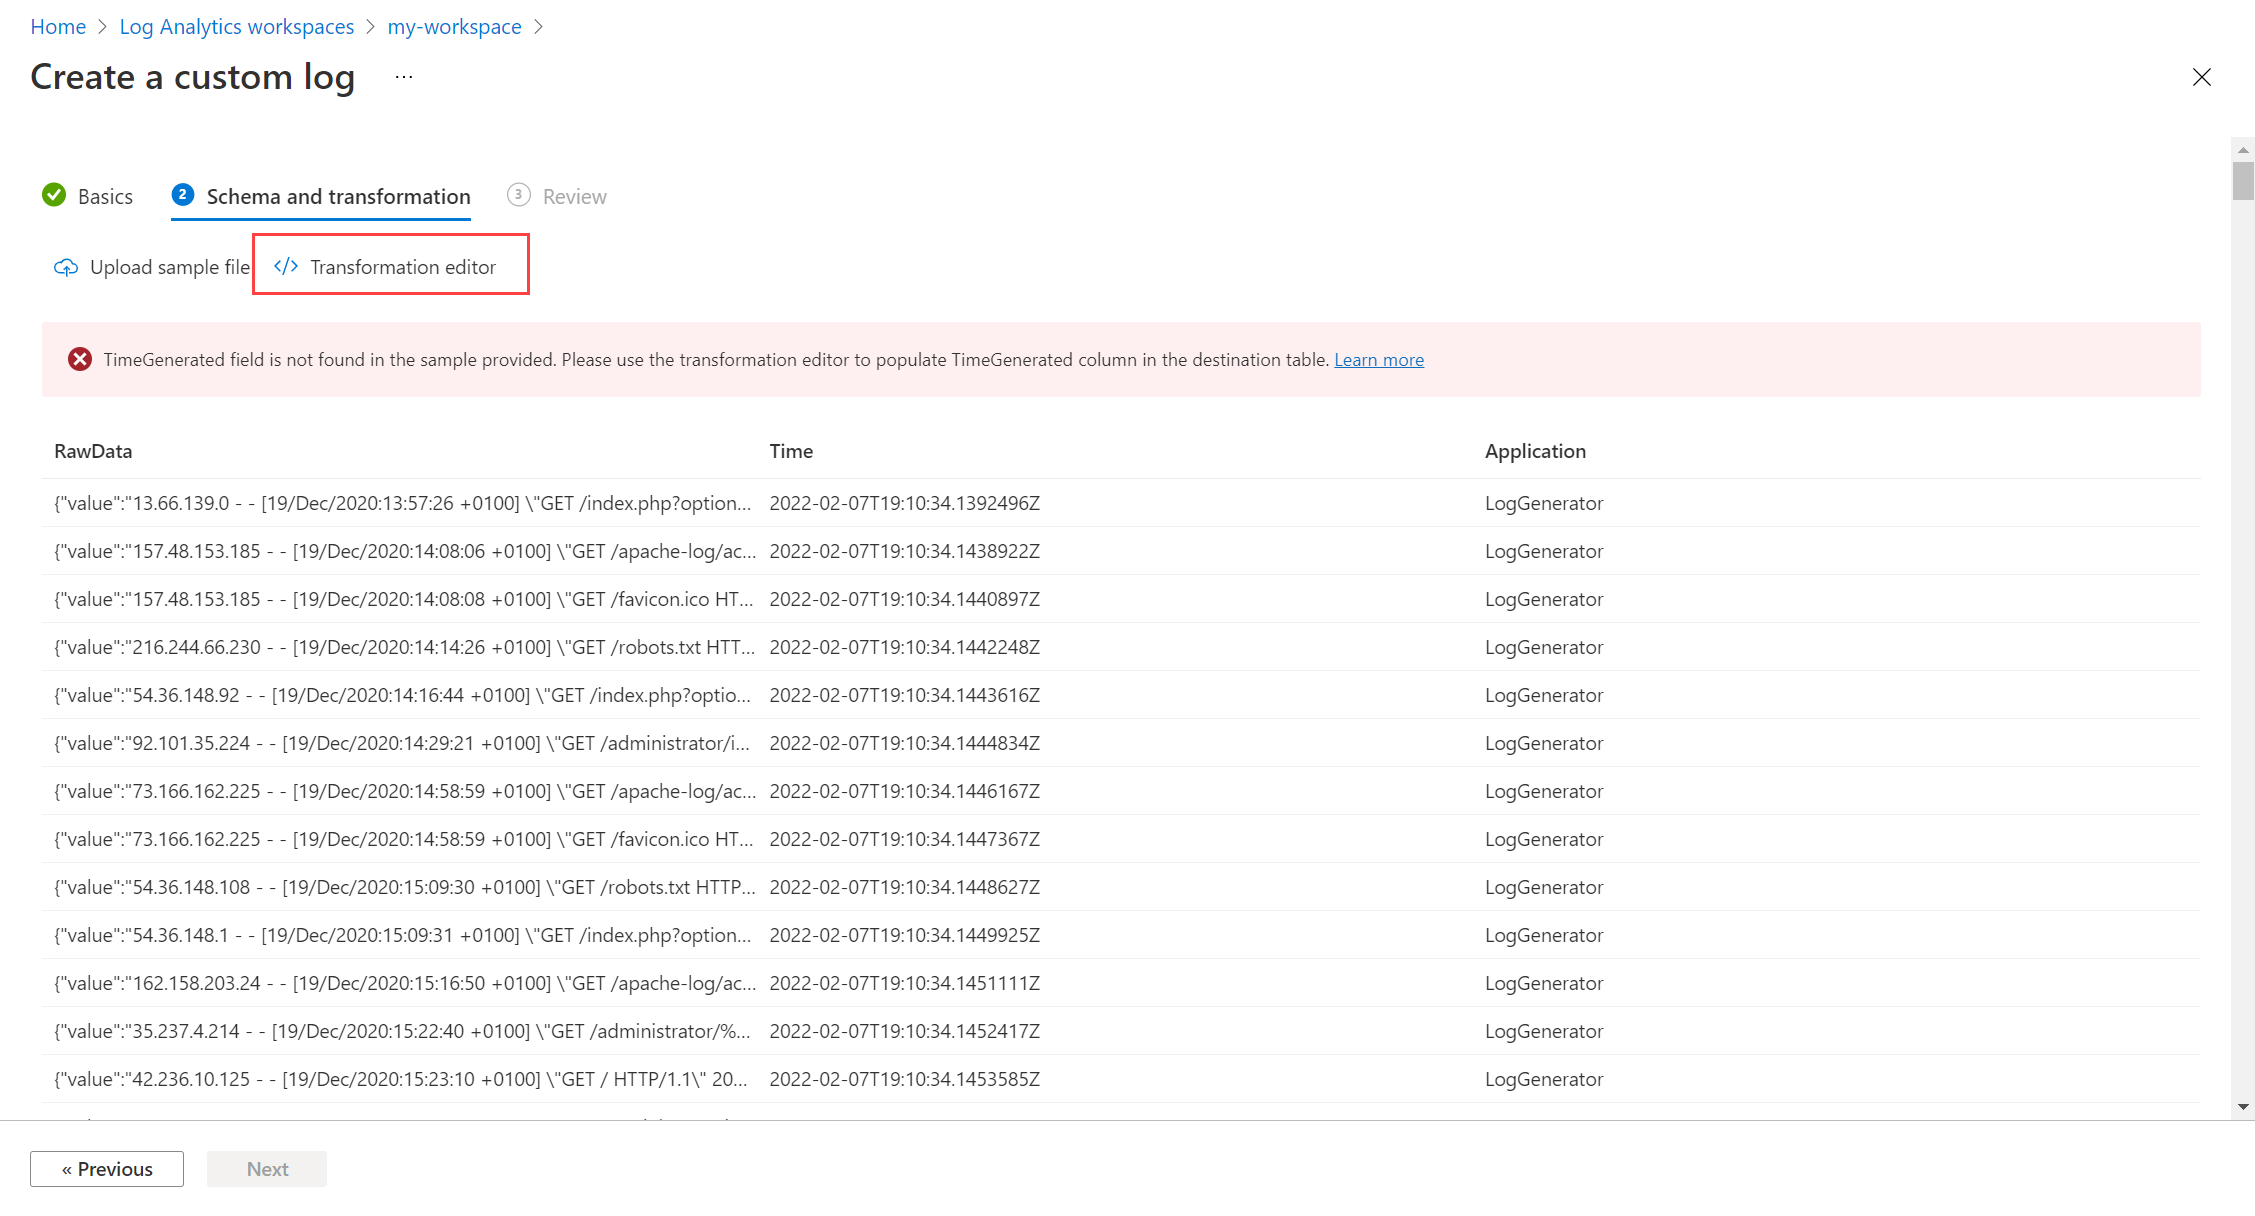 Home > Log Analytics workspaces > my-workspace >
Create a custom log ...
Basics 2 Schema and transformation 3 Review
Upload sample file </> Transformation editor
TimeGenerated field is not found in the sample provided. Please use the transformation editor to populate TimeGenerated column in the destination table. Learn more
RawData Time Application
{"value":"13.66.139.0 - - [19/Dec/2020:13:57:26 +0100] \"GET /index.php?option... 2022-02-07T19:10:34.1392496Z LogGenerator
{"value":"157.48.153.185 - - [19/Dec/2020:14:08:06 +0100] \"GET /apache-log/ac... 2022-02-07T19:10:34.1438922Z LogGenerator
{"value":"157.48.153.185 - - [19/Dec/2020:14:08:08 +0100] \"GET /favicon.ico HT... 2022-02-07T19:10:34.1440897Z LogGenerator
{"value":"216.244.66.230 - - [19/Dec/2020:14:14:26 +0100] \"GET /robots.txt HTT... 2022-02-07T19:10:34.1442248Z LogGenerator
{"value":"54.36.148.92 - - [19/Dec/2020:14:16:44 +0100] \"GET /index.php?optio... 2022-02-07T19:10:34.1443616Z LogGenerator
{"value":"92.101.35.224 - - [19/Dec/2020:14:29:21 +0100] \"GET /administrator/i... 2022-02-07T19:10:34.1444834Z LogGenerator
{"value":"73.166.162.225 - - [19/Dec/2020:14:58:59 +0100] \"GET /apache-log/ac... 2022-02-07T19:10:34.1446167Z LogGenerator
{"value":"73.166.162.225 - - [19/Dec/2020:14:58:59 +0100] \"GET /favicon.ico HT... 2022-02-07T19:10:34.1447367Z LogGenerator
{"value":"54.36.148.108 - - [19/Dec/2020:15:09:30 +0100] \"GET /robots.txt HTTP... 2022-02-07T19:10:34.1448627Z LogGenerator
{"value":"54.36.148.1 - - [19/Dec/2020:15:09:31 +0100] \"GET /index.php?option... 2022-02-07T19:10:34.1449925Z LogGenerator
{"value":"162.158.203.24 - - [19/Dec/2020:15:16:50 +0100] \"GET /apache-log/ac... 2022-02-07T19:10:34.1451111Z LogGenerator
{"value":"35.237.4.214 - - [19/Dec/2020:15:22:40 +0100] \"GET /administrator/%... 2022-02-07T19:10:34.1452417Z LogGenerator
{"value":"42.236.10.125 - - [19/Dec/2020:15:23:10 +0100] \"GET / HTTP/1.1\" 20... 2022-02-07T19:10:34.1453585Z LogGenerator
« Previous Next